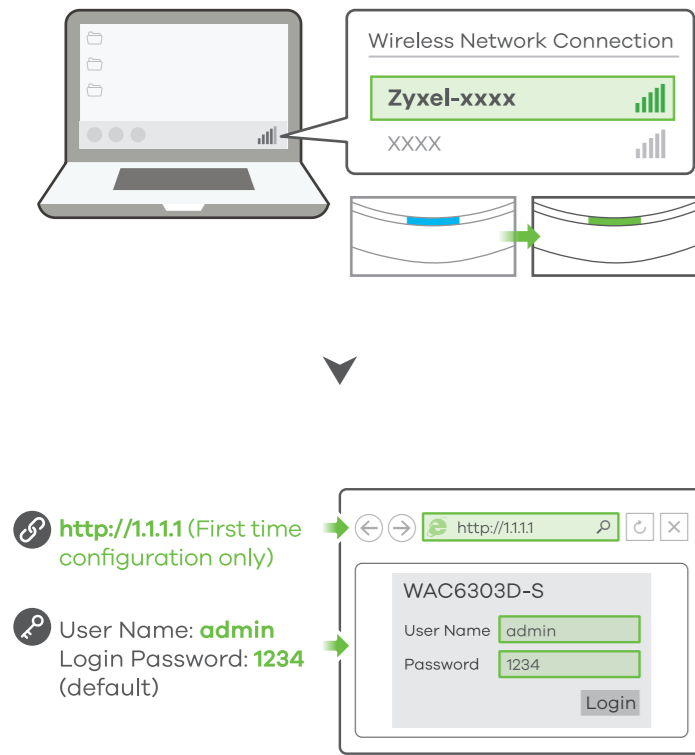 Wireless Network Connection
Zyxel-xxxx
XXXX
http://1.1.1.1 (First time
configuration only)
http://1.1.1.1
User Name: admin
Login Password: 1234
(default)
WAC6303D-S
User Name admin
Password 1234
Login